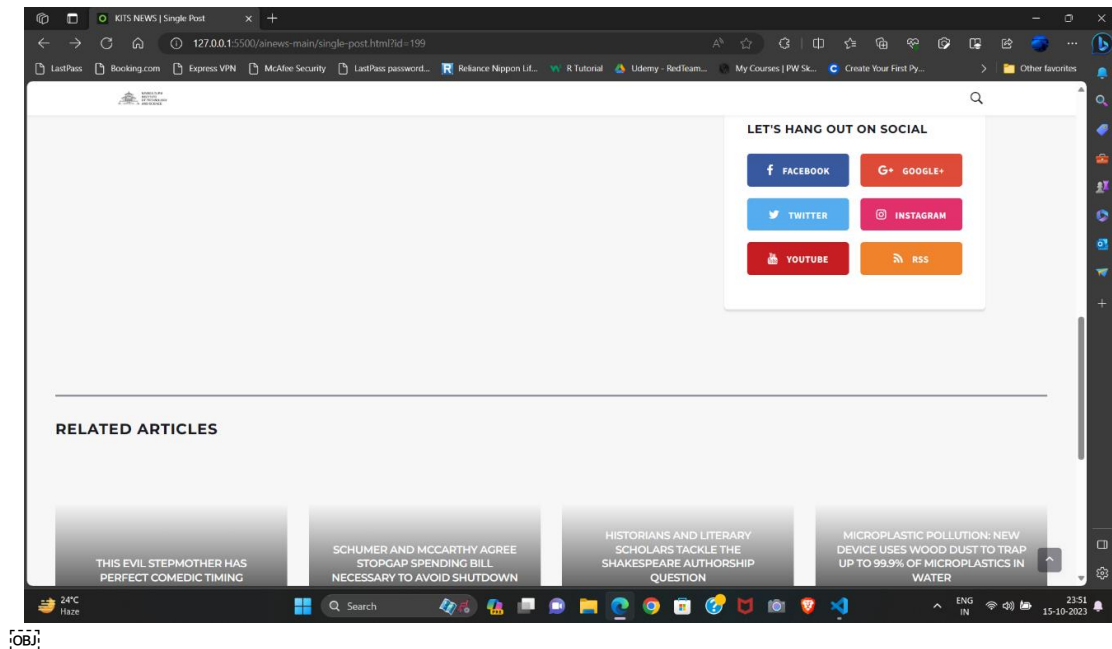 KITS NEWS | Single Post
127.0.0.1:5500/ainews-main/single-post.html?id=199
LastPass Booking.com Express VPN McAfee Security LastPass password... Reliance Nippon Lif... R Tutorial Udemy - RedTeam... My Courses | PW Sk... Create Your First Py... Other favorites
LET'S HANG OUT ON SOCIAL
FACEBOOK
G+ GOOGLE+
TWITTER
INSTAGRAM
YOUTUBE
RSS
RELATED ARTICLES
THIS EVIL STEPMOTHER HAS
PERFECT COMEDIC TIMING
SCHUMER AND MCCARTHY AGREE
STOPGAP SPENDING BILL
NECESSARY TO AVOID SHUTDOWN
HISTORIANS AND LITERARY
SCHOLARS TACKLE THE
SHAKESPEARE AUTHORSHIP
QUESTION
MICROPLASTIC POLLUTION: NEW
DEVICE USES WOOD DUST TO TRAP
UP TO 99.9% OF MICROPLASTICS IN
WATER
24°C
Haze
Search
ENG
IN
23:51
15-10-2023
OBJ